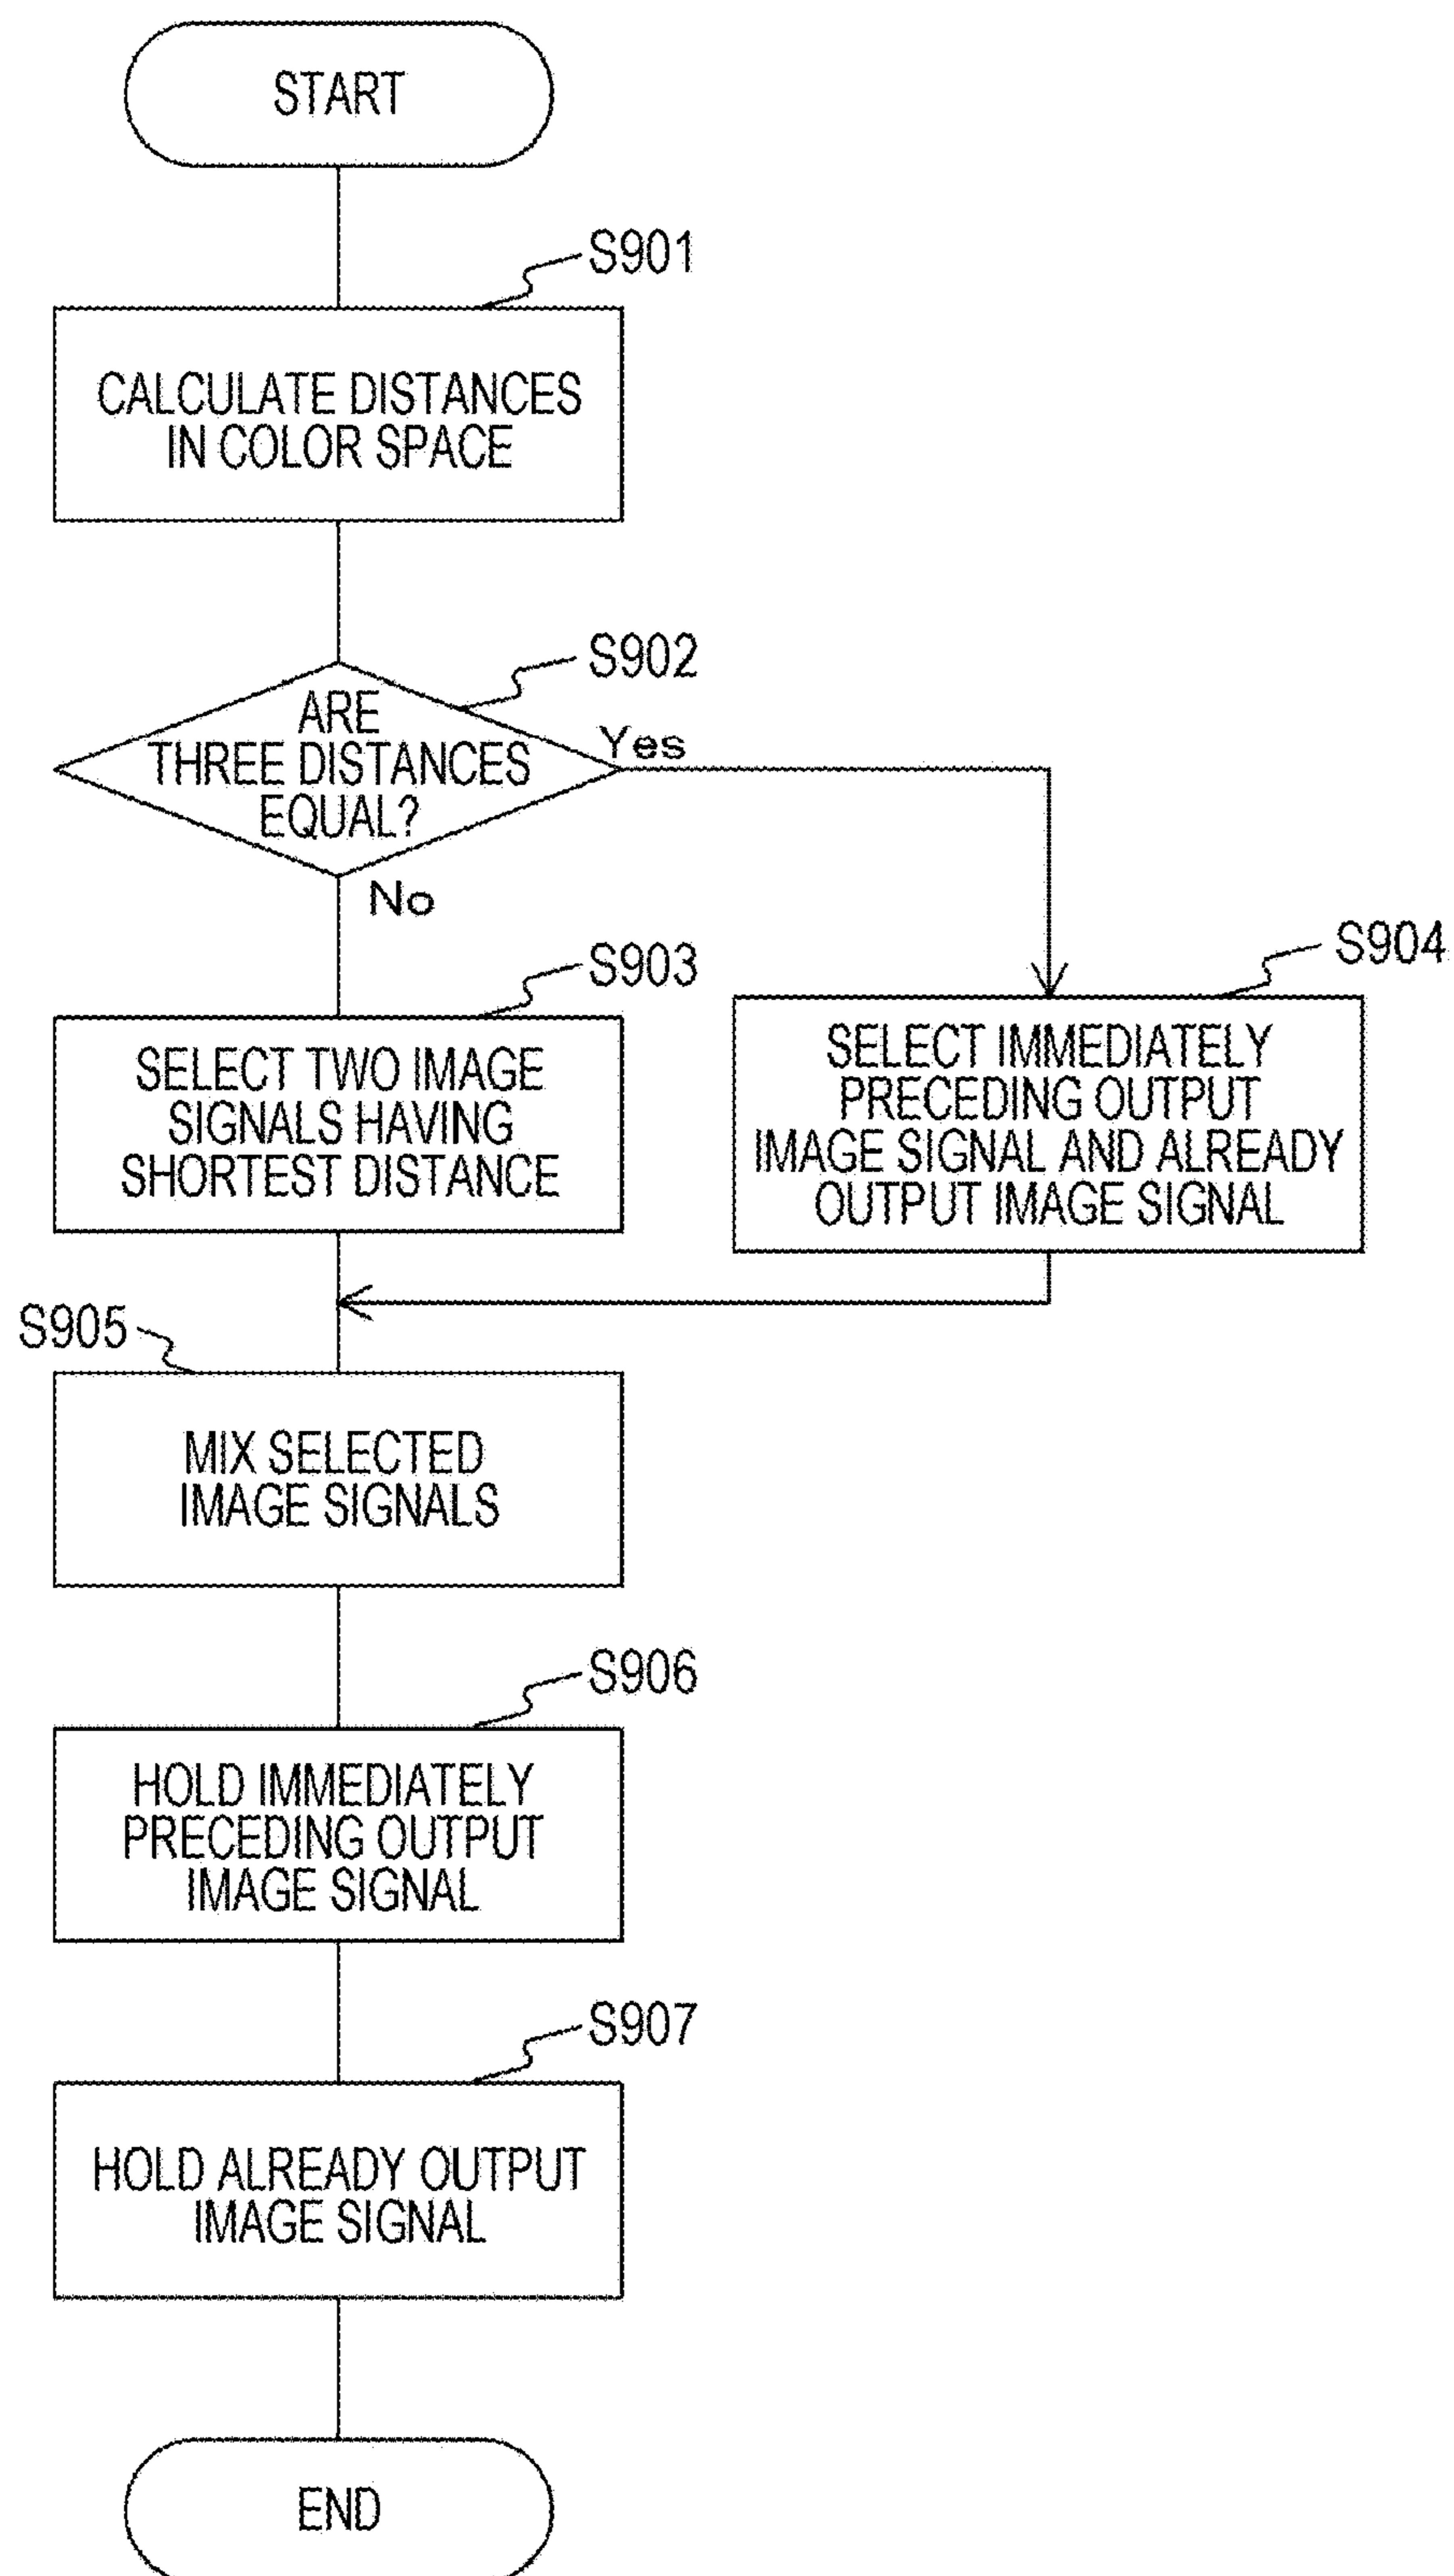 START
S901
CALCULATE DISTANCES
IN COLOR SPACE
S902
ARE
THREE DISTANCES
EQUAL?
Yes
No
S903
SELECT TWO IMAGE
SIGNALS HAVING
SHORTEST DISTANCE
S904
SELECT IMMEDIATELY
PRECEDING OUTPUT
IMAGE SIGNAL AND ALREADY
OUTPUT IMAGE SIGNAL
S905
MIX SELECTED
IMAGE SIGNALS
S906
HOLD IMMEDIATELY
PRECEDING OUTPUT
IMAGE SIGNAL
S907
HOLD ALREADY OUTPUT
IMAGE SIGNAL
END